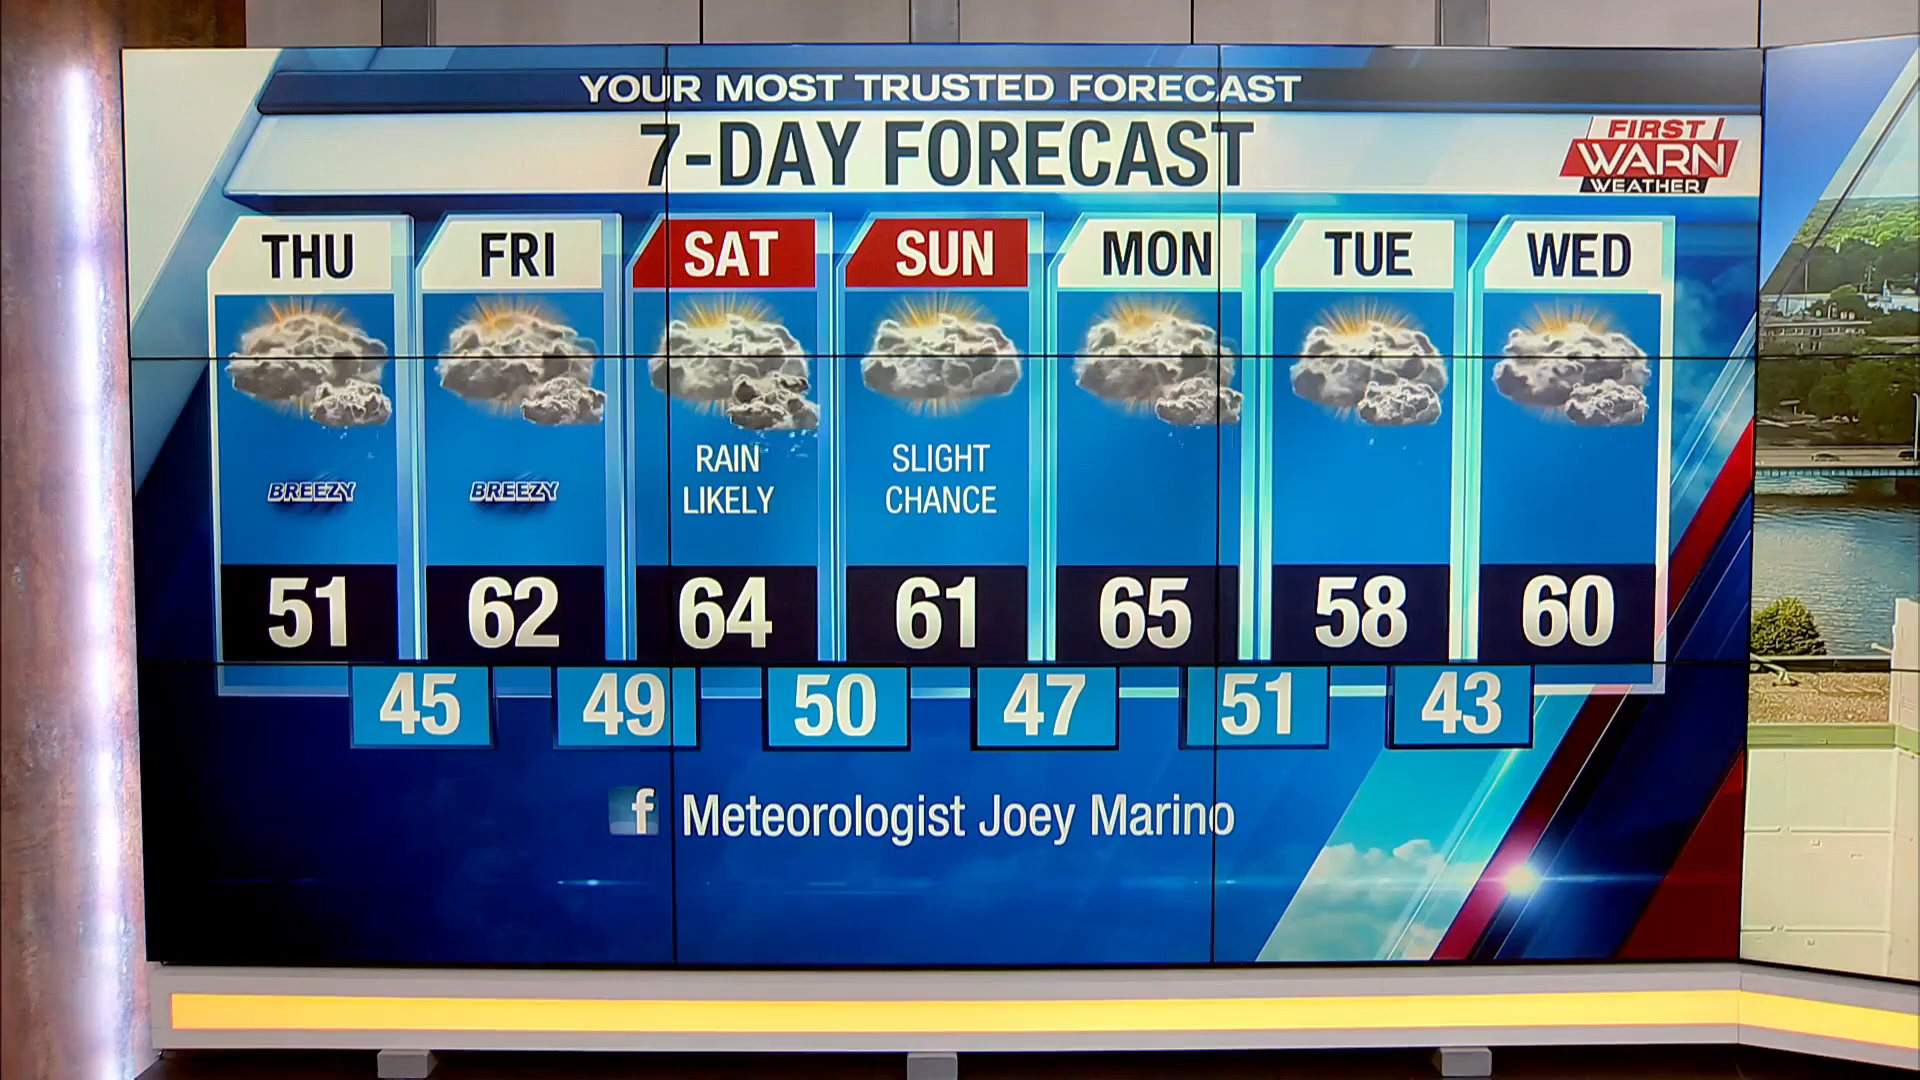 YOUR MOST TRUSTED FORECAST
7-DAY FORECAST
FIRST
WARN
WEATHER
THU
FRI
SAT
SUN
MON
TUE
WED
BREEZY
BREEZY
RAIN
LIKELY
SLIGHT
CHANCE
51
62
64
61
65
58
60
45
49
50
47
51
43
f Meteorologist Joey Marino